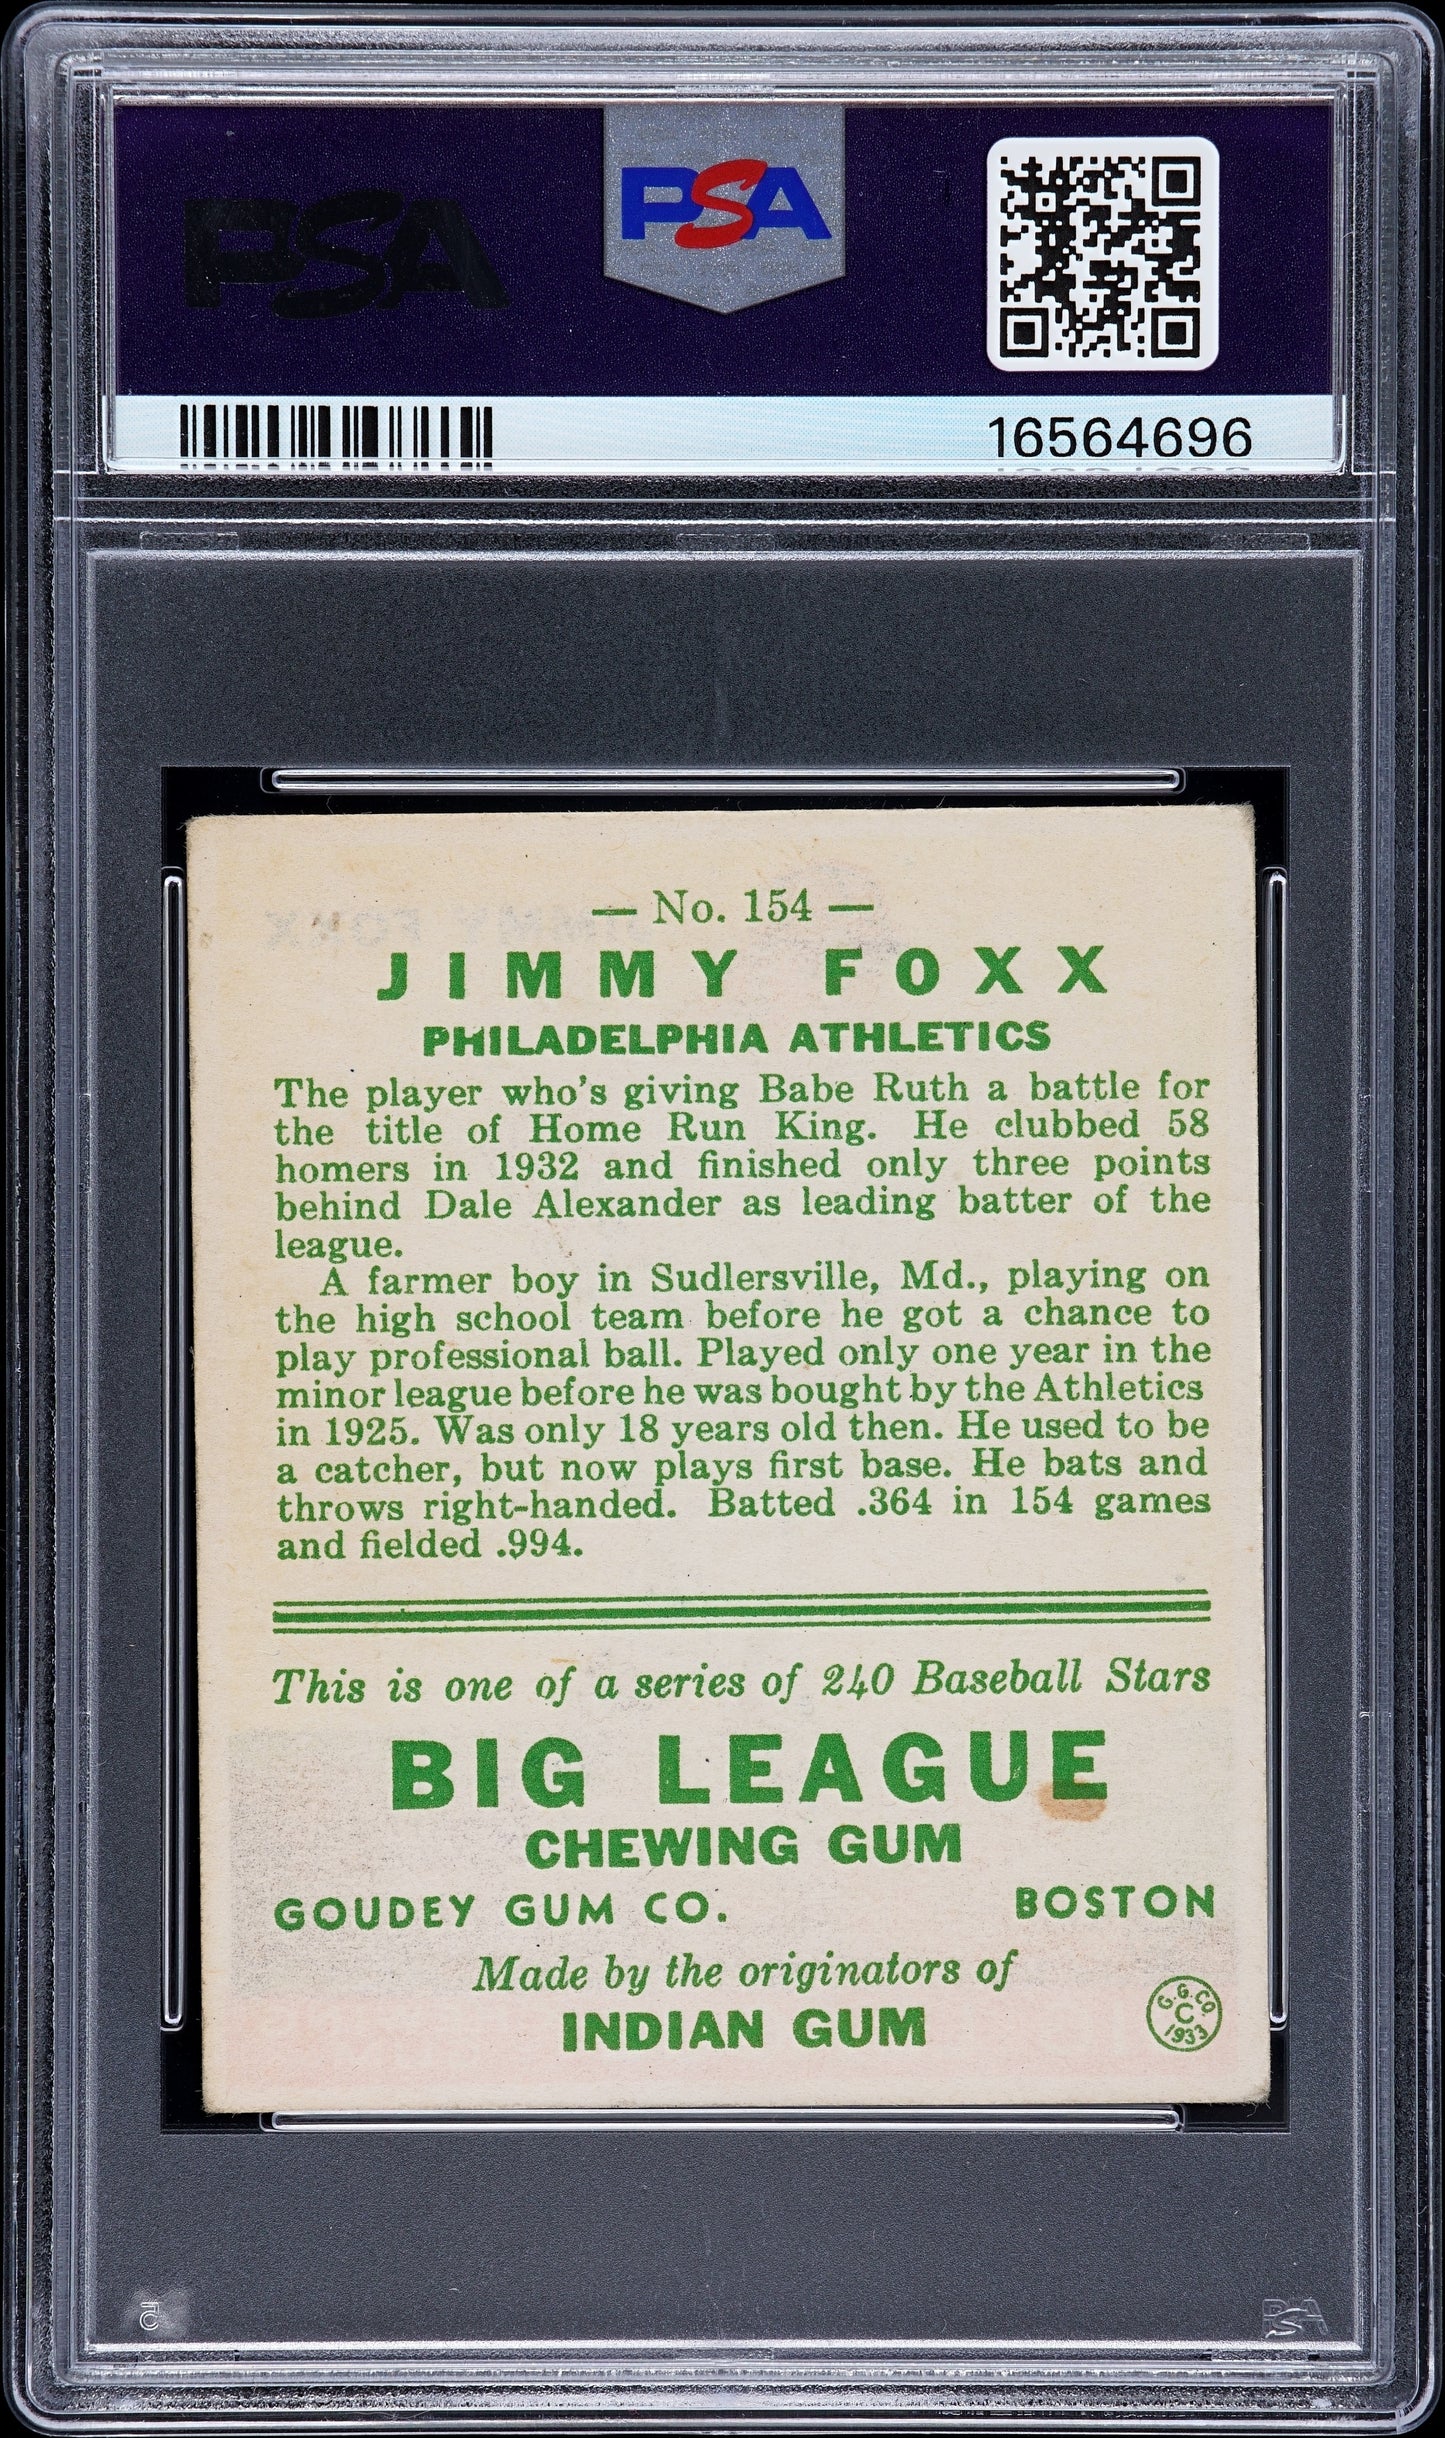 PSA
PSA
16564696
— No. 154 —
JIMMY FOXX
PHILADELPHIA ATHLETICS
The player who's giving Babe Ruth a battle for
the title of Home Run King. He clubbed 58
homers in 1932 and finished only three points
behind Dale Alexander as leading batter of the
league.
A farmer boy in Sudlersville, Md., playing on
the high school team before he got a chance to
play professional ball. Played only one year in the
minor league before he was bought by the Athletics
in 1925. Was only 18 years old then. He used to be
a catcher, but now plays first base. He bats and
throws right-handed. Batted .364 in 154 games
and fielded .994.
This is one of a series of 240 Baseball Stars
BIG LEAGUE
CHEWING GUM
GOUDEY GUM CO. BOSTON
Made by the originators of
INDIAN GUM
G.G.CO.
C
1933
PSA